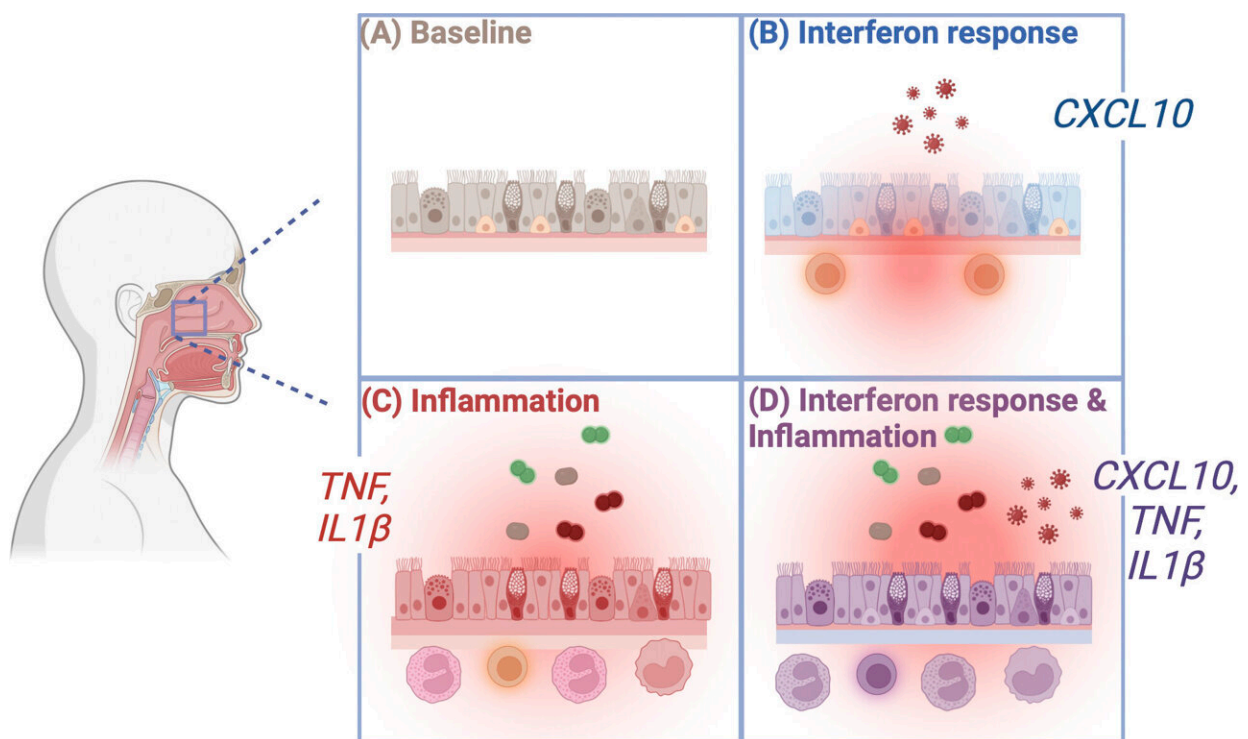 (A) Baseline
(B) Interferon response
CXCL10
(C) Inflammation
TNF,
IL1β
(D) Interferon response &
Inflammation
CXCL10,
TNF,
IL1β